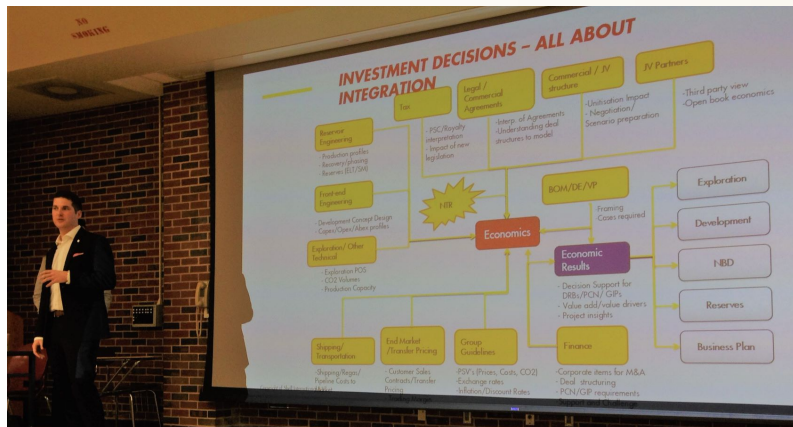 NO
SMOKING
INVESTMENT DECISIONS – ALL ABOUT
INTEGRATION
Tax
- PSC/Royalty
interpretation
- Impact of new
legislation
Legal /
Commercial
Agreements
-Interp. of Agreements
-Understanding deal
structures to model
Commercial / JV
structure
-Unitisation Impact
- Negotiation/
Scenario preparation
JV Partners
-Third party view
-Open book economics
Reservoir
Engineering
- Production profiles
- Recovery/phasing
- Reserves
Front-end
Engineering
- Development Concept Design
- Capex/Opex/Aban profiles
Exploration/ Other
Technical
- Exploration POS
- CO2 Volumes
- Production Capacity
NTR
Economics
BOM/DE/VP
Framing
Cases required
Economic
Results
- Decision Support for
DRBs/PCN/ GIPs
- Value add/value drivers
- Project insights
Exploration
Development
NBD
Reserves
Business Plan
Shipping/
Transportation
-Shipping/Regas/
Pipeline Costs to
End Market
/Transfer Pricing
- Customer Sales
Contracts/Transfer
Pricing
Group
Guidelines
-PSV's (Prices, Costs, CO2)
-Exchange rates
-Inflation/Discount Rates
Finance
-Corporate items for M&A
- Deal structuring
- PCN/GIP requirements
- Support and Challenge